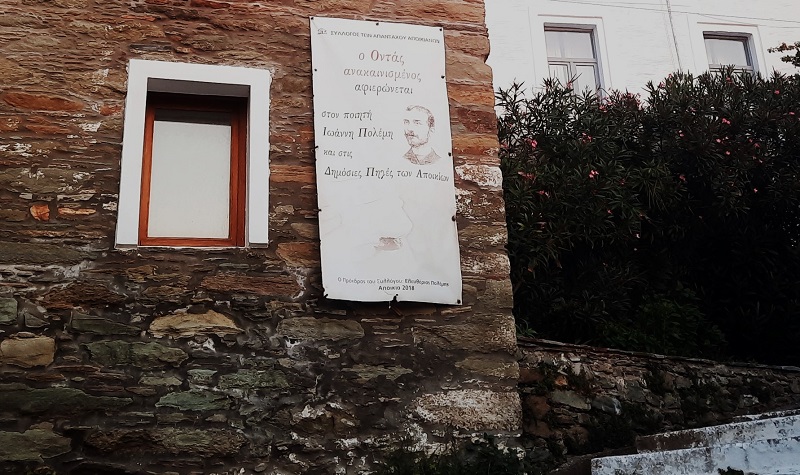 ΣΥΛΛΟΓΟΣ ΤΩΝ ΑΠΑΝΤΑΧΟΥ ΑΠΟΙΚΙΑΝΩΝ
ο Οντάς
ανακαινισμένος
αφιερώνεται
στον ποιητή
Ιωάννη Πολέμη
και στις
Δημόσιες Πηγές των Αποικίων
Ο Πρόεδρος του Συλλόγου: Ελευθέριος Πολέμης
Αποίκια 2018